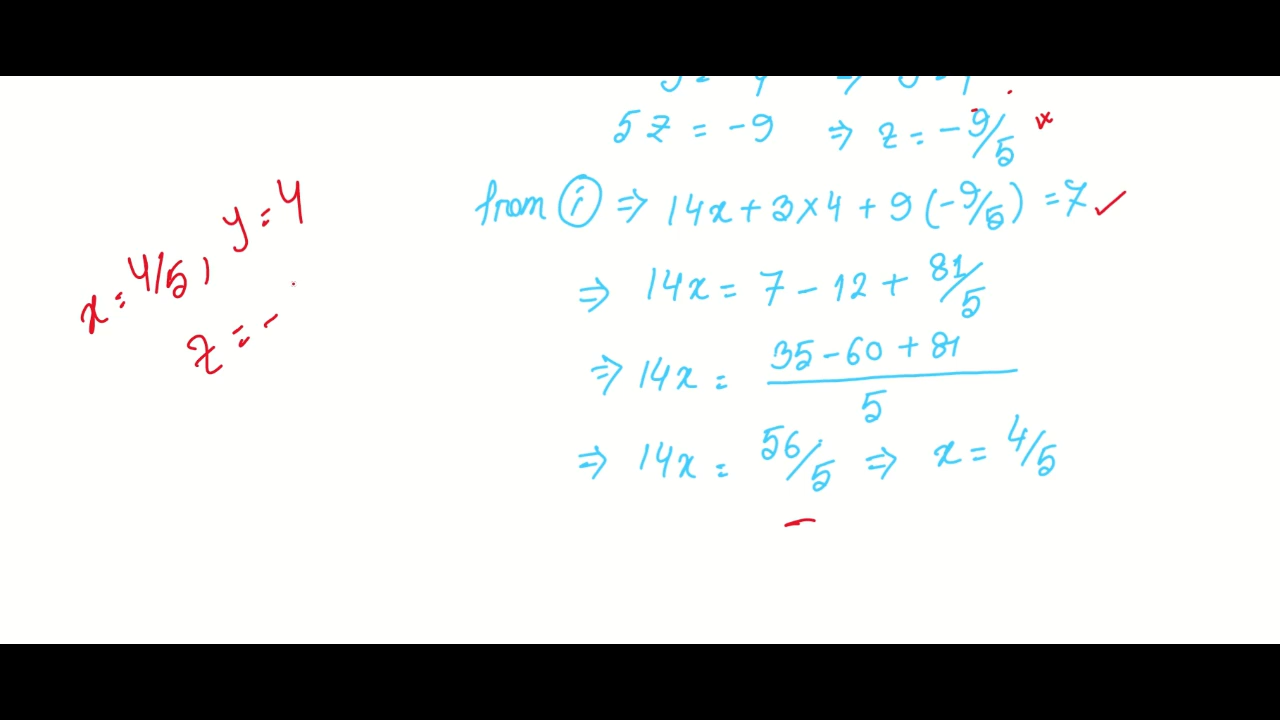 5z = -9 ⇒ z = -9/5
from (i) ⇒ 14x + 3×4 + 9(-9/5) = 7 ✓
⇒ 14x = 7 - 12 + 81/5
⇒ 14x = (35 - 60 + 81)/5
⇒ 14x = 56/5 ⇒ x = 4/5
x = 4/5, y = 4
z = -